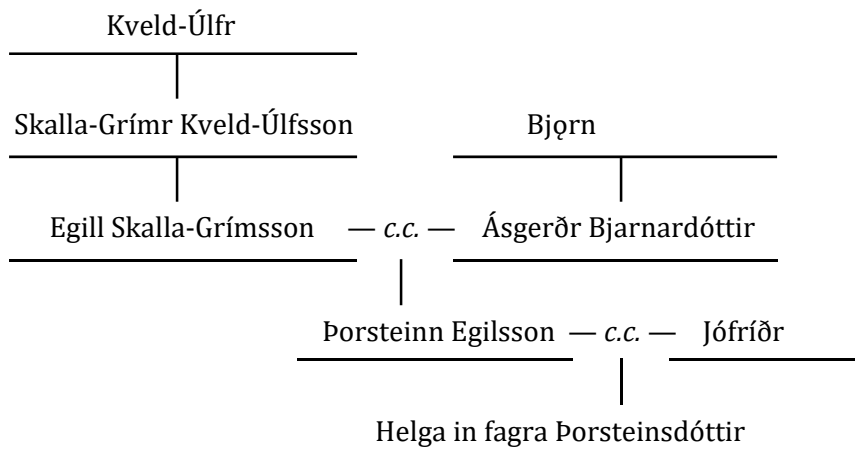 Kveld-Úlfr
Skalla-Grímr Kveld-Úlfsson Bjǫrn
Egill Skalla-Grímsson — c.c. — Ásgerðr Bjarnardóttir
Þorsteinn Egilsson — c.c. — Jófríðr
Helga in fagra Þorsteinsdóttir